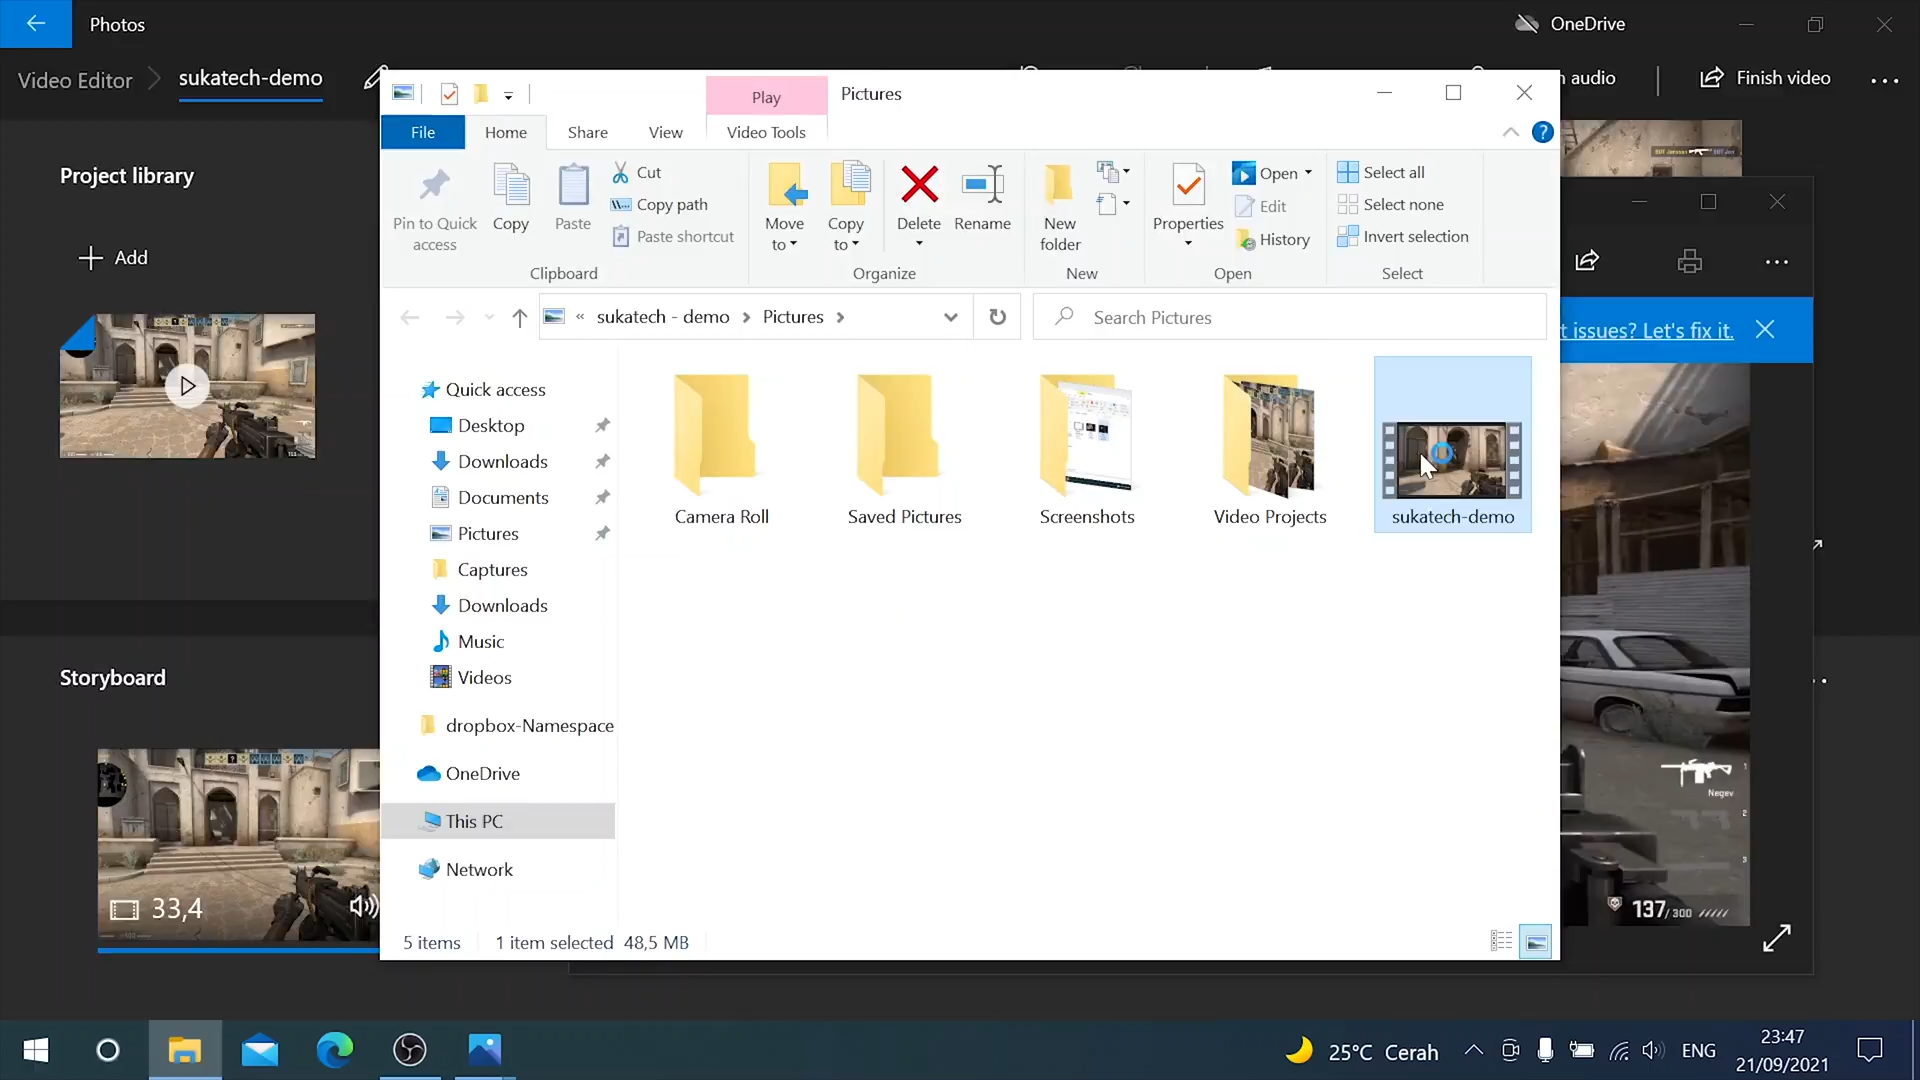 Photos
OneDrive
Video Editor
sukatech-demo
audio
Finish video
Play
Pictures
File
Home
Share
View
Video Tools
Project library
Add
Pin to Quick
access
Copy
Paste
Cut
Copy path
Paste shortcut
Clipboard
Move
to
Copy
to
Delete
Rename
Organize
New
folder
New
Properties
Open
Edit
History
Open
Select all
Select none
Invert selection
Select
« sukatech - demo > Pictures >
Search Pictures
issues? Let's fix it.
Quick access
Desktop
Downloads
Documents
Pictures
Captures
Downloads
Music
Videos
dropbox-Namespace
OneDrive
This PC
Network
Camera Roll
Saved Pictures
Screenshots
Video Projects
sukatech-demo
Storyboard
33,4
Negev
137/300
5 items
1 item selected 48,5 MB
25°C Cerah
ENG
23:47
21/09/2021